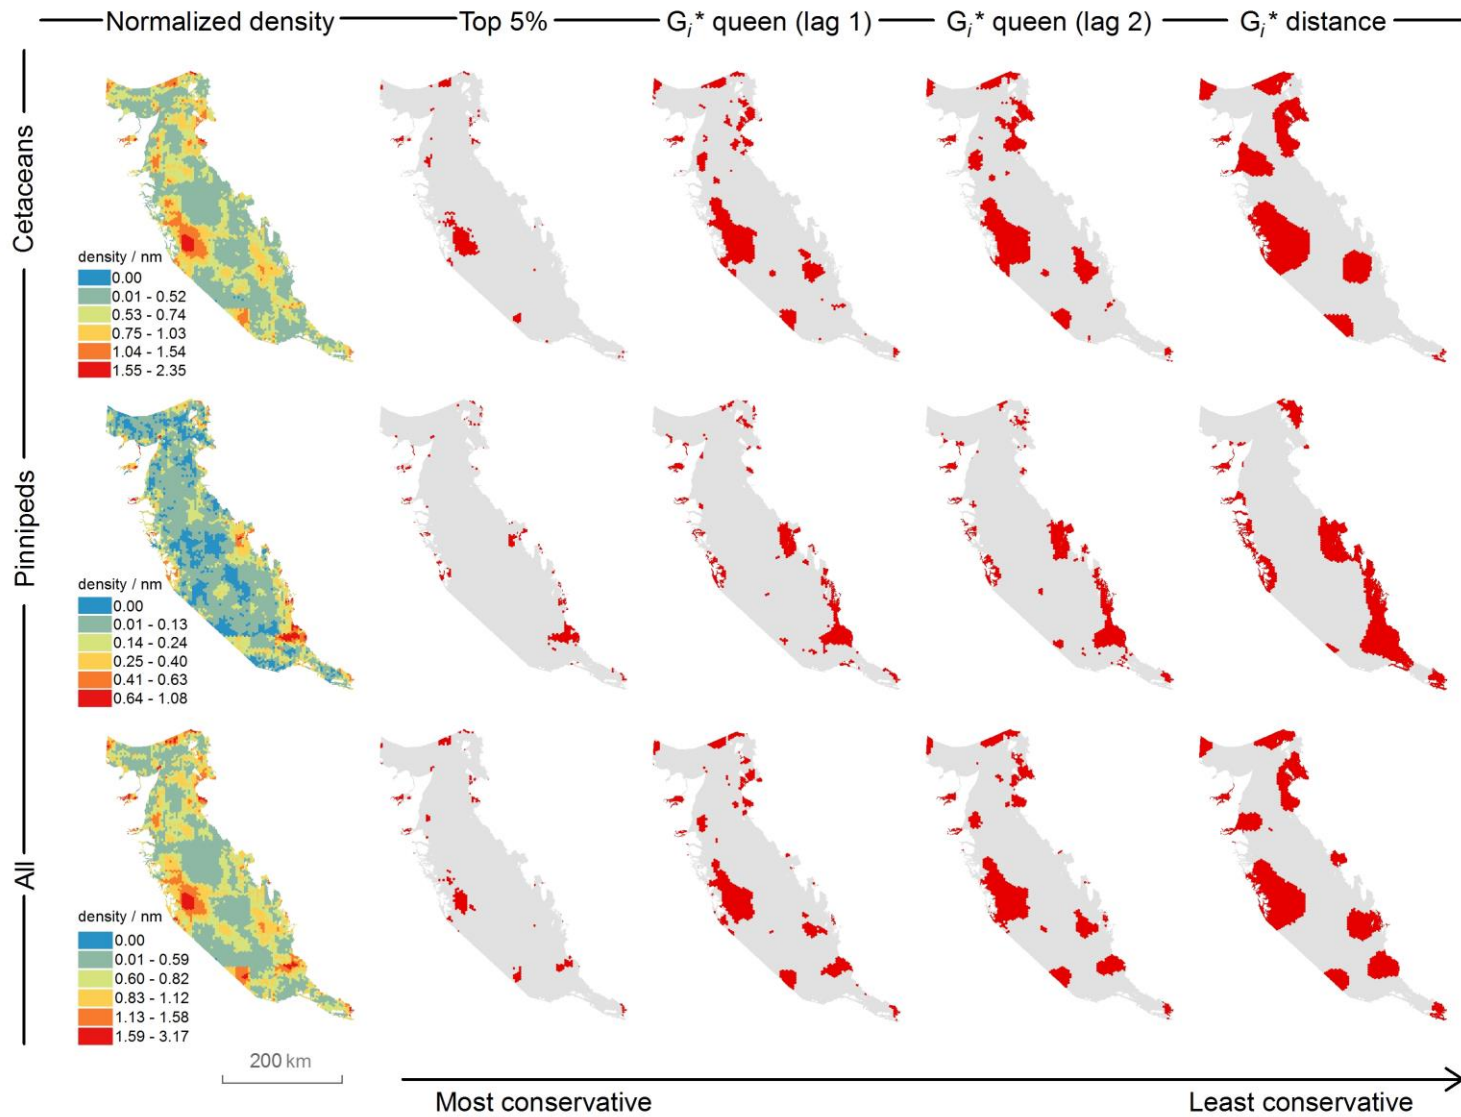 Normalized density Top 5% Gᵢ* queen (lag 1) Gᵢ* queen (lag 2) Gᵢ* distance
Cetaceans
density / nm
0.00
0.01 - 0.52
0.53 - 0.74
0.75 - 1.03
1.04 - 1.54
1.55 - 2.35
Pinnipeds
density / nm
0.00
0.01 - 0.13
0.14 - 0.24
0.25 - 0.40
0.41 - 0.63
0.64 - 1.08
All
density / nm
0.00
0.01 - 0.59
0.60 - 0.82
0.83 - 1.12
1.13 - 1.58
1.59 - 3.17
200 km
Most conservative Least conservative